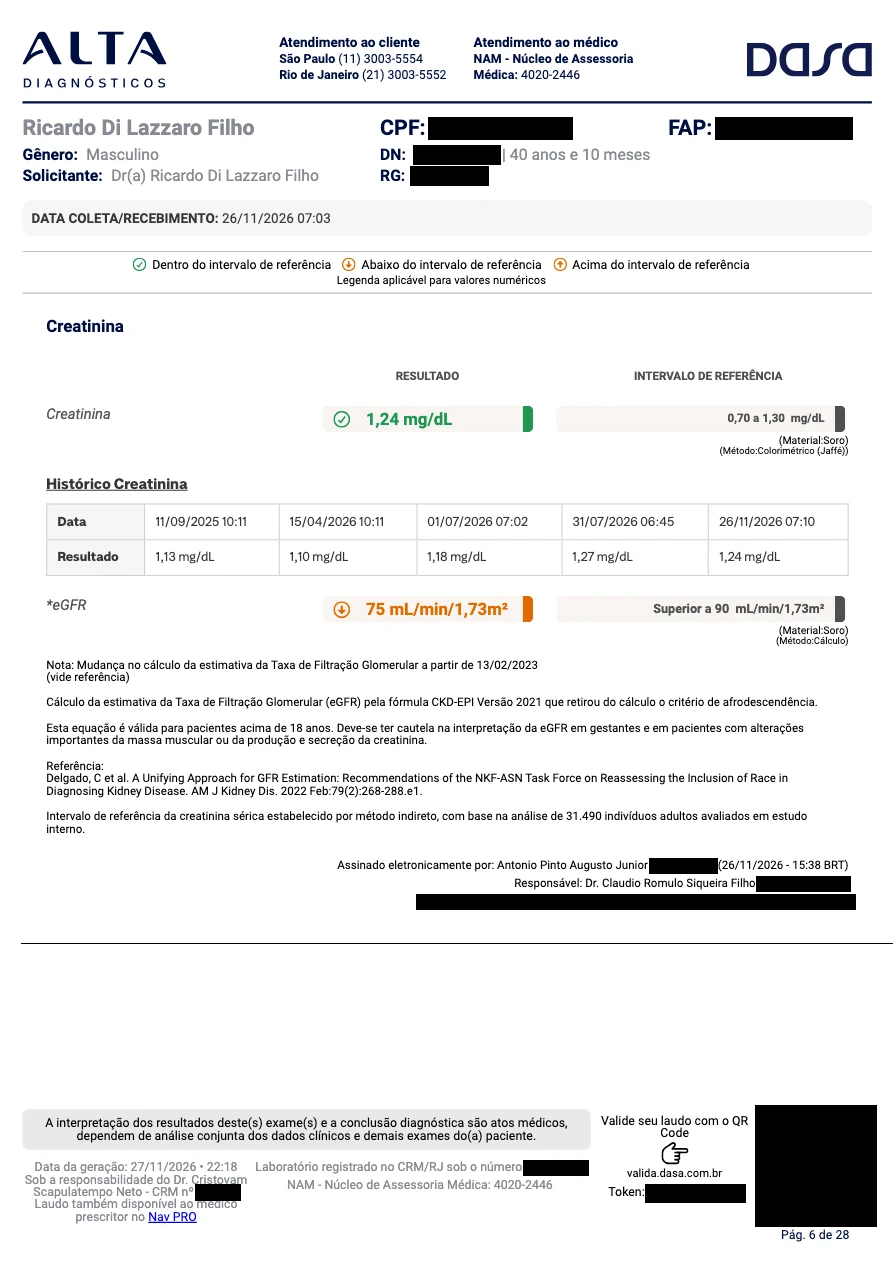 ALTA
DIAGNÓSTICOS
Atendimento ao cliente
São Paulo (11) 3003-5554
Rio de Janeiro (21) 3003-5552
Atendimento ao médico
NAM - Núcleo de Assessoria
Médica: 4020-2446
DASA
Ricardo Di Lazzaro Filho
CPF:
FAP:
Gênero: Masculino
DN: | 40 anos e 10 meses
Solicitante: Dr(a) Ricardo Di Lazzaro Filho
RG:
DATA COLETA/RECEBIMENTO: 26/11/2026 07:03
Dentro do intervalo de referência Abaixo do intervalo de referência Acima do intervalo de referência
Legenda aplicável para valores numéricos
Creatinina
RESULTADO INTERVALO DE REFERÊNCIA
Creatinina 1,24 mg/dL 0,70 a 1,30 mg/dL
(Material:Soro)
(Método:Colorimétrico (Jaffé))
Histórico Creatinina
Data 11/09/2025 10:11 15/04/2026 10:11 01/07/2026 07:02 31/07/2026 06:45 26/11/2026 07:10
Resultado 1,13 mg/dL 1,10 mg/dL 1,18 mg/dL 1,27 mg/dL 1,24 mg/dL
*eGFR 75 mL/min/1,73m² Superior a 90 mL/min/1,73m²
(Material:Soro)
(Método:Cálculo)
Nota: Mudança no cálculo da estimativa da Taxa de Filtração Glomerular a partir de 13/02/2023
(vide referência)
Cálculo da estimativa da Taxa de Filtração Glomerular (eGFR) pela fórmula CKD-EPI Versão 2021 que retirou do cálculo o critério de afrodescendência.
Esta equação é válida para pacientes acima de 18 anos. Deve-se ter cautela na interpretação da eGFR em gestantes e em pacientes com alterações
importantes da massa muscular ou da produção e secreção da creatinina.
Referência:
Delgado, C et al. A Unifying Approach for GFR Estimation: Recommendations of the NKF-ASN Task Force on Reassessing the Inclusion of Race in
Diagnosing Kidney Disease. AM J Kidney Dis. 2022 Feb:79(2):268-288.e1.
Intervalo de referência da creatinina sérica estabelecido por método indireto, com base na análise de 31.490 indivíduos adultos avaliados em estudo
interno.
Assinado eletronicamente por: Antonio Pinto Augusto Junior (26/11/2026 - 15:38 BRT)
Responsável: Dr. Claudio Romulo Siqueira Filho
A interpretação dos resultados deste(s) exame(s) e a conclusão diagnóstica são atos médicos,
dependem de análise conjunta dos dados clínicos e demais exames do(a) paciente.
Data da geração: 27/11/2026 • 22:18
Sob a responsabilidade do Dr. Cristovam
Scapulatempo Neto - CRM nº
Laudo também disponível ao médico
prescritor no Nav PRO
Laboratório registrado no CRM/RJ sob o número
NAM - Núcleo de Assessoria Médica: 4020-2446
Valide seu laudo com o QR
Code
valida.dasa.com.br
Token:
Pág. 6 de 28